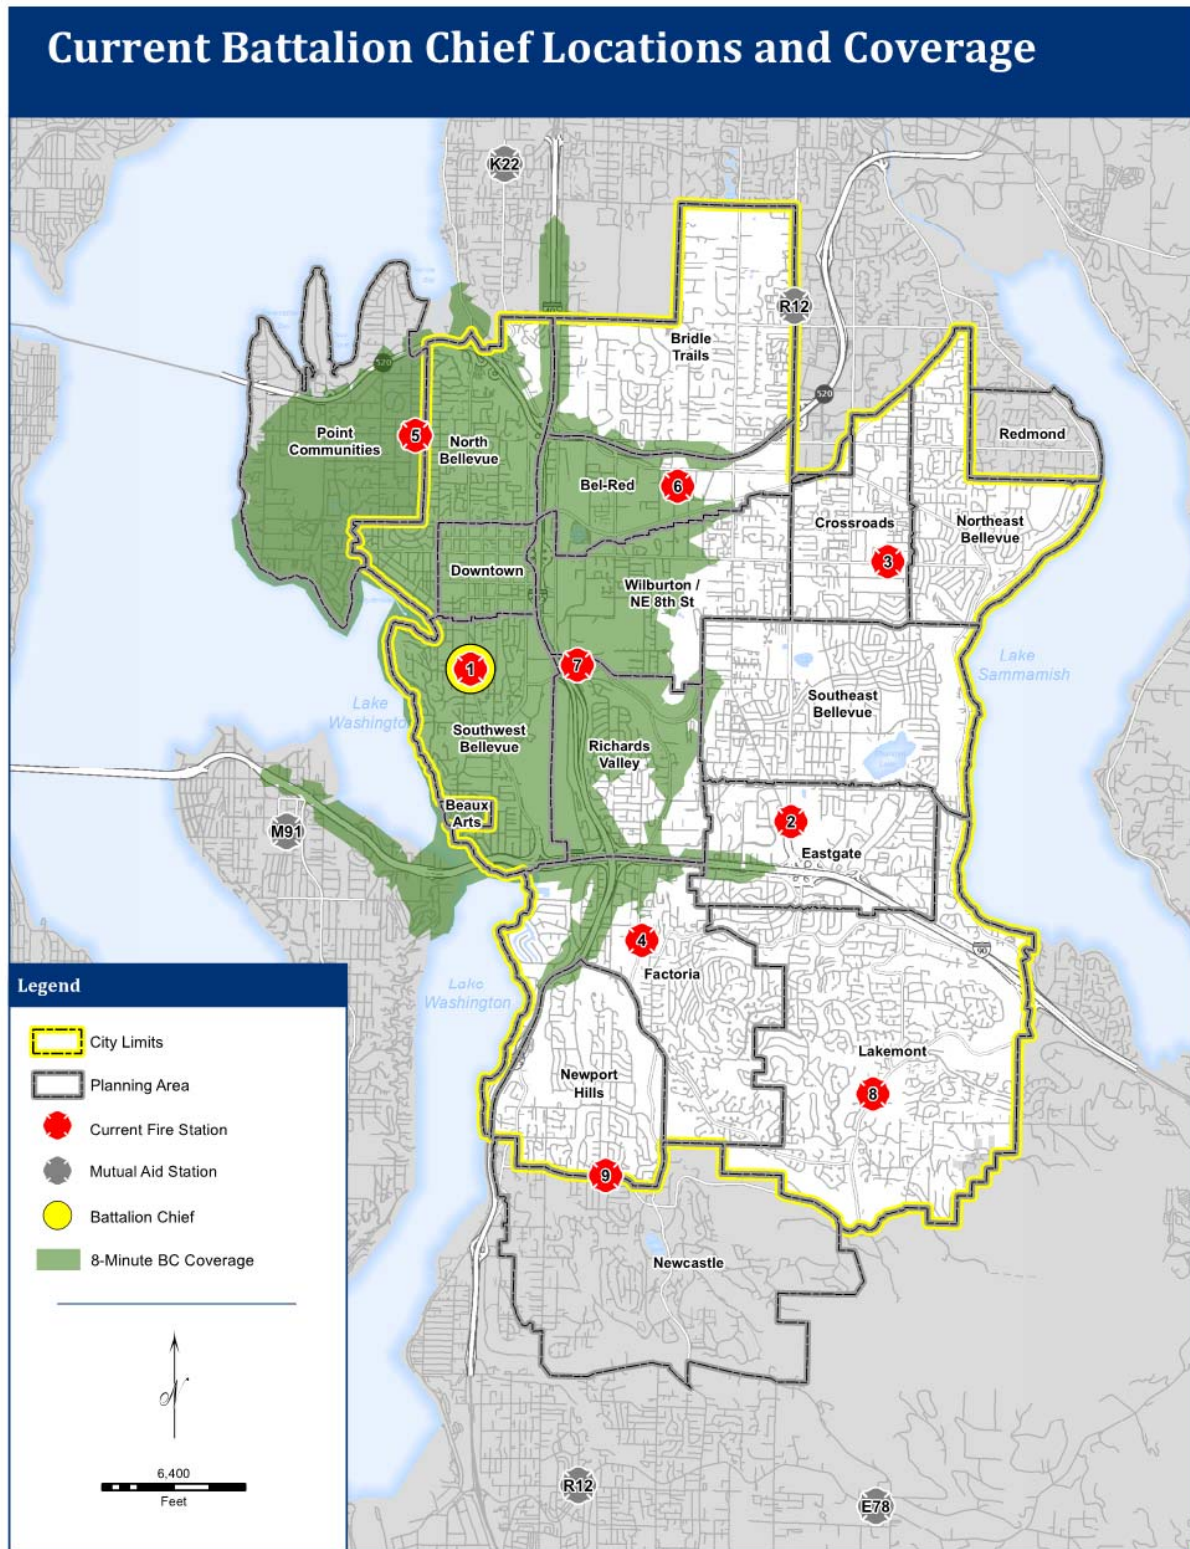 Current Battalion Chief Locations and Coverage
K22
R12
Bridle
Trails
520
520
Redmond
Point
Communities
5
North
Bellevue
Bel-Red
6
Crossroads
Northeast
Bellevue
3
Downtown
Wilburton /
NE 8th St
1
7
Lake
Sammamish
Southeast
Bellevue
Lake
Washington
Southwest
Bellevue
Richards
Valley
Beaux
Arts
M91
2
Eastgate
4
Factoria
90
Lake
Washington
Lakemont
8
Newport
Hills
9
Newcastle
R12
E78
Legend
City Limits
Planning Area
Current Fire Station
Mutual Aid Station
Battalion Chief
8-Minute BC Coverage
N
6,400
Feet